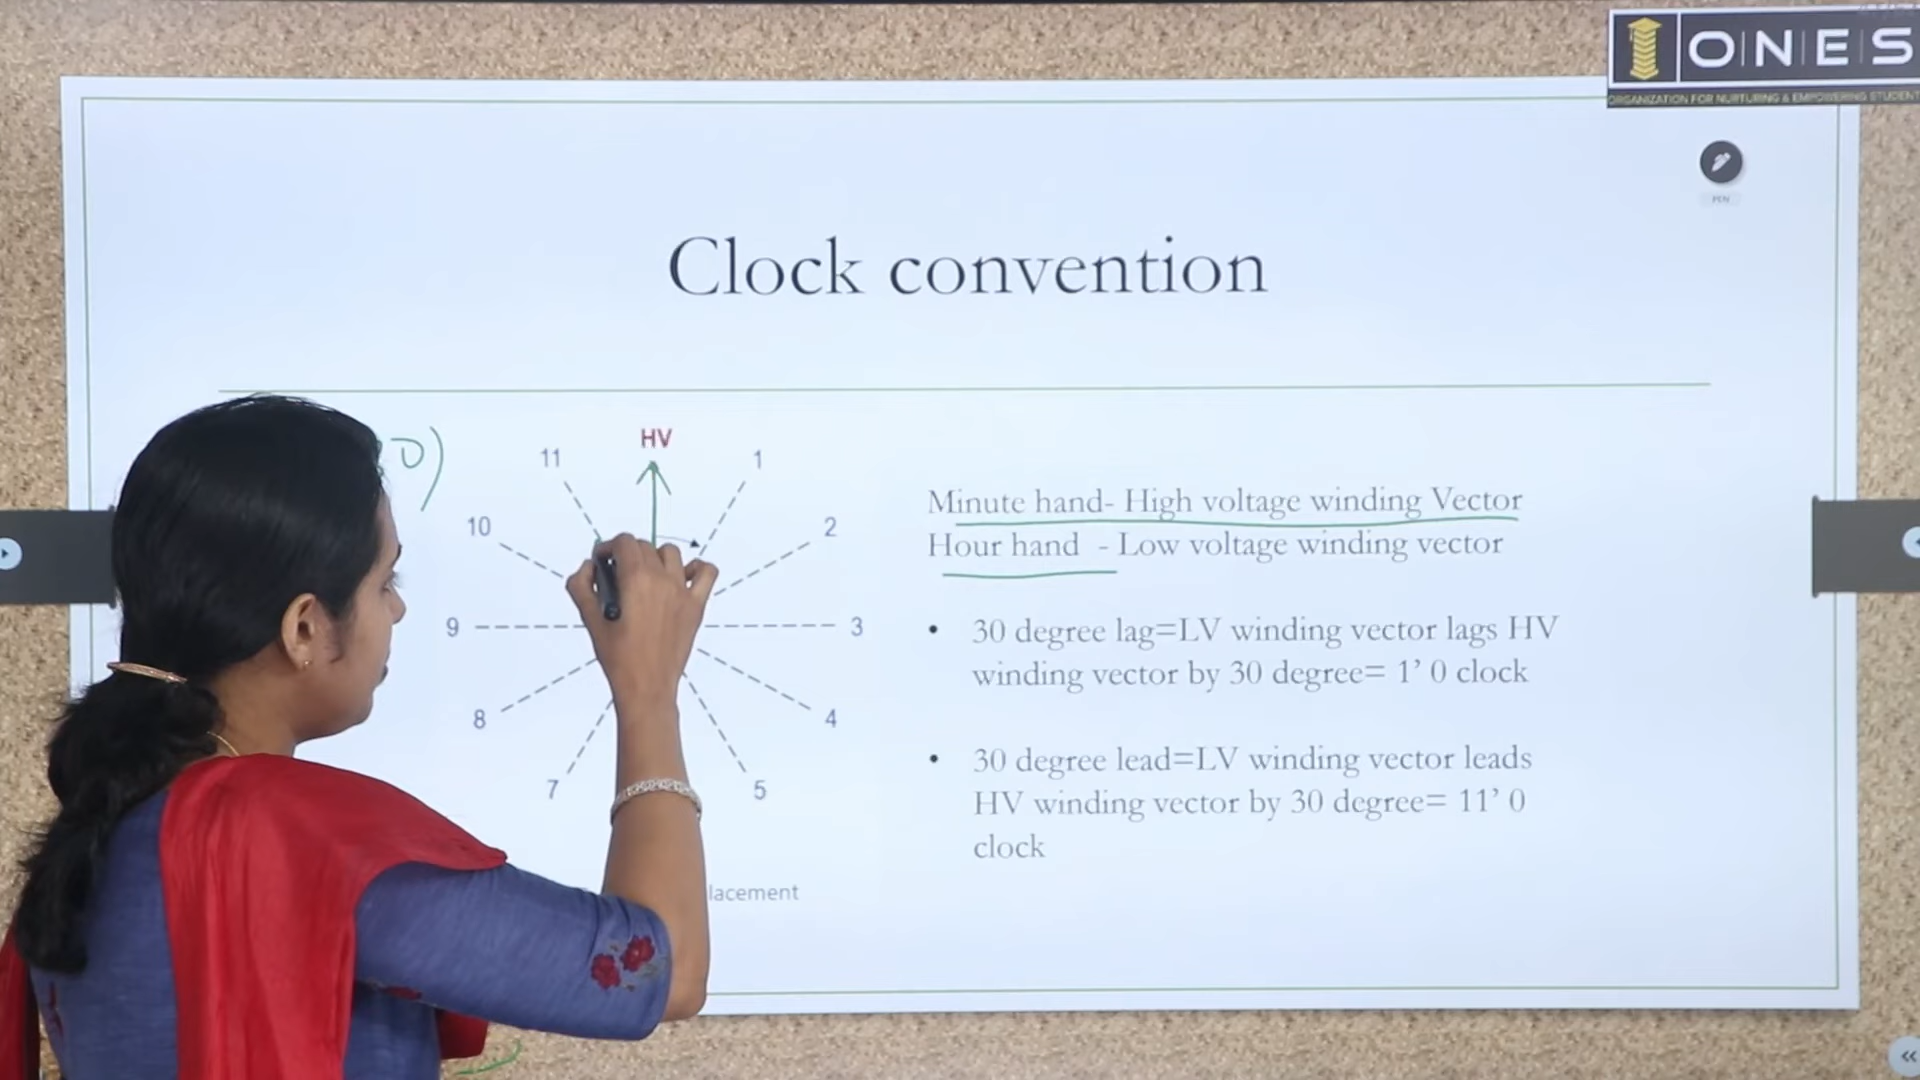 ONES
ORGANIZATION FOR NURTURING & EMPOWERING STUDENT
PEN
Clock convention
D)
HV
11
1
10
2
9
3
8
4
7
5
Minute hand- High voltage winding Vector
Hour hand - Low voltage winding vector
• 30 degree lag=LV winding vector lags HV
winding vector by 30 degree= 1’ 0 clock
• 30 degree lead=LV winding vector leads
HV winding vector by 30 degree= 11’ 0
clock
lacement